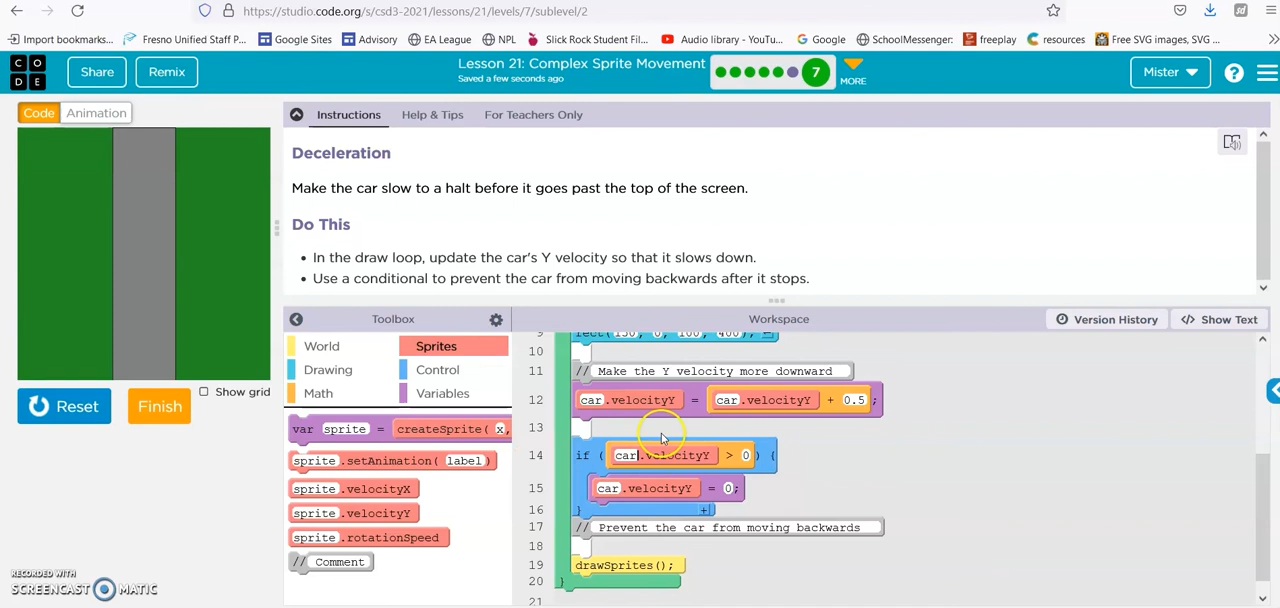 https://studio.code.org/s/csd3-2021/lessons/21/levels/7/sublevel/2
Import bookmarks... Fresno Unified Staff P... Google Sites Advisory EA League NPL Slick Rock Student Fil... Audio library - YouTu... Google SchoolMessenger: freeplay resources Free SVG images, SVG ...
C O
D E
Share
Remix
Lesson 21: Complex Sprite Movement
Saved a few seconds ago
7
MORE
Mister
?
Code
Animation
Instructions
Help & Tips
For Teachers Only
Deceleration
Make the car slow to a halt before it goes past the top of the screen.
Do This
In the draw loop, update the car's Y velocity so that it slows down.
Use a conditional to prevent the car from moving backwards after it stops.
Reset
Finish
Show grid
Toolbox
Workspace
Version History
Show Text
World
Sprites
Drawing
Control
Math
Variables
var sprite = createSprite( x,
sprite .setAnimation( label )
sprite .velocityX
sprite .velocityY
sprite .rotationSpeed
// Comment
9 rect(150, 0, 100, 400);
10
11 // Make the Y velocity more downward
12 car .velocityY = car .velocityY + 0.5 ;
13
14 if ( car .velocityY > 0 ) {
15 car .velocityY = 0 ;
16 } +
17 // Prevent the car from moving backwards
18
19 drawSprites();
20 }
21
RECORDED WITH
SCREENCAST MATIC